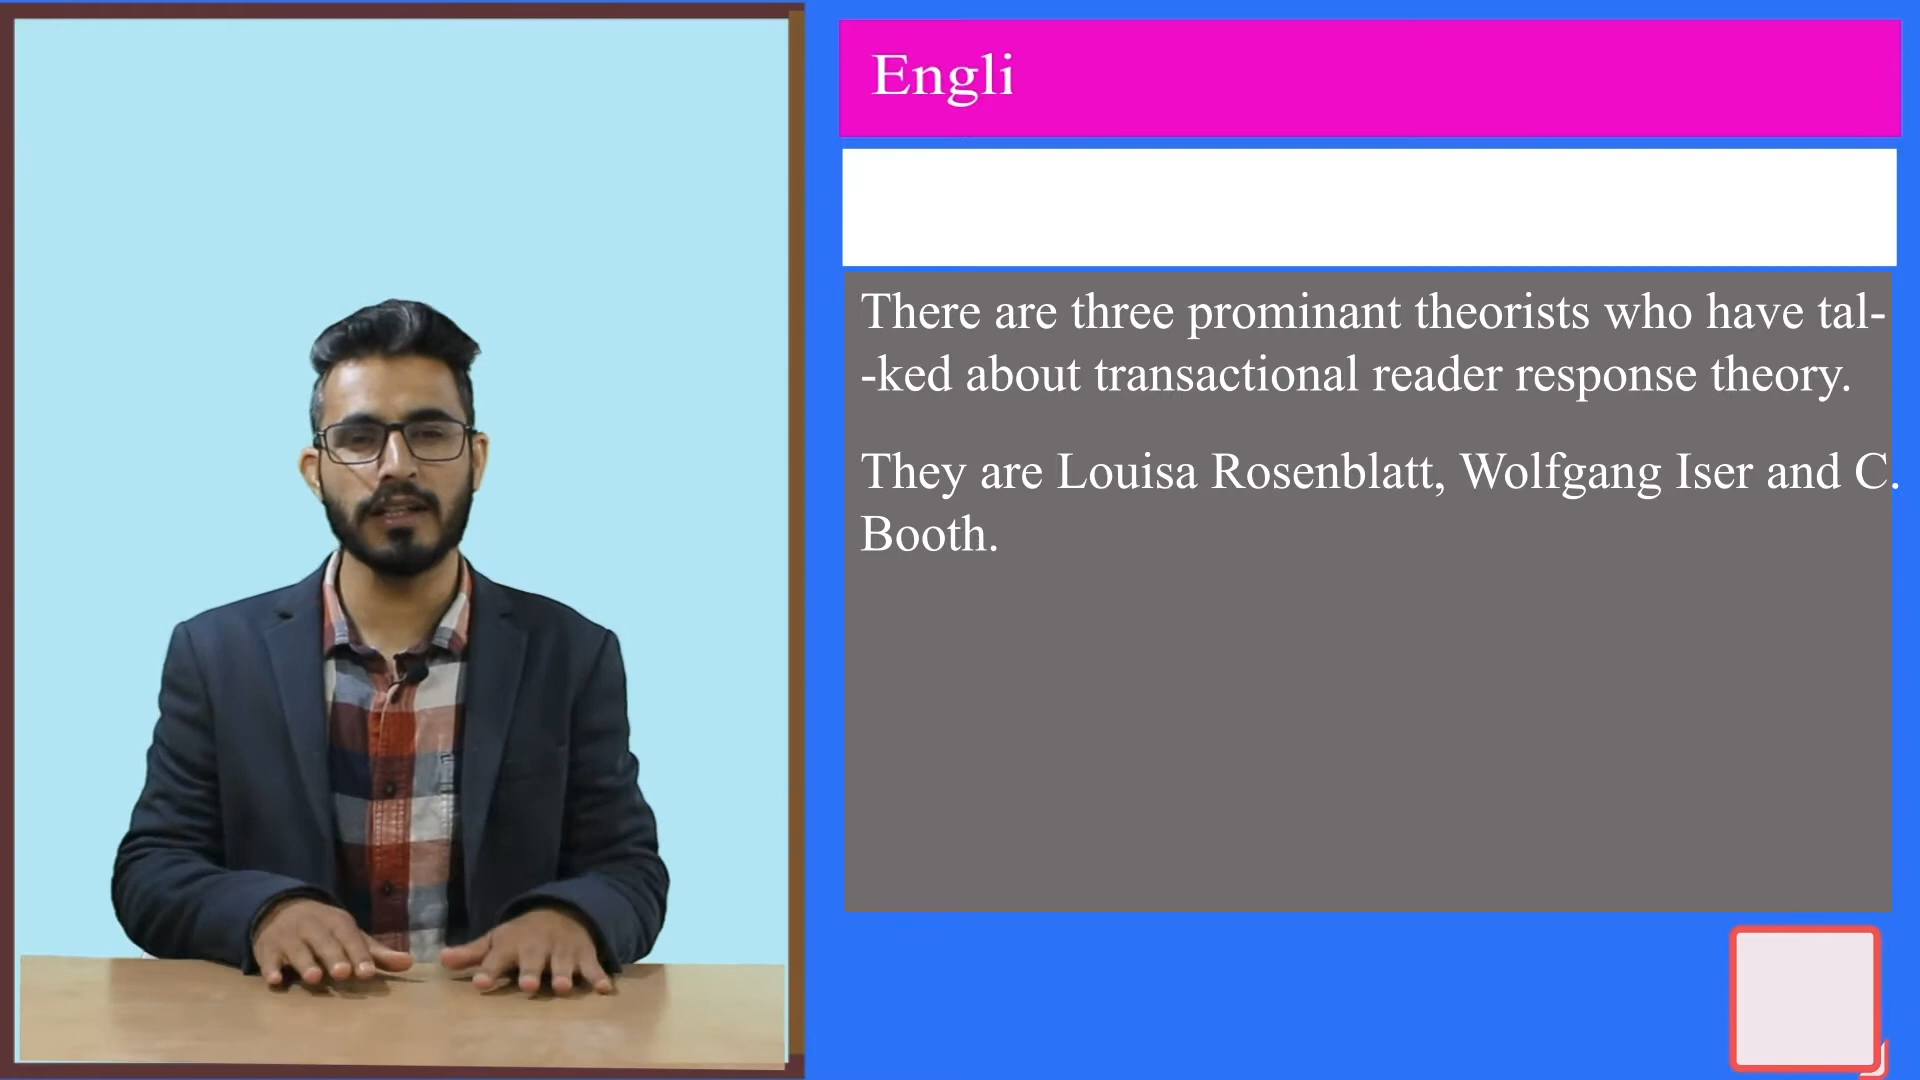 Engli
There are three prominant theorists who have tal-
-ked about transactional reader response theory.
They are Louisa Rosenblatt, Wolfgang Iser and C.
Booth.